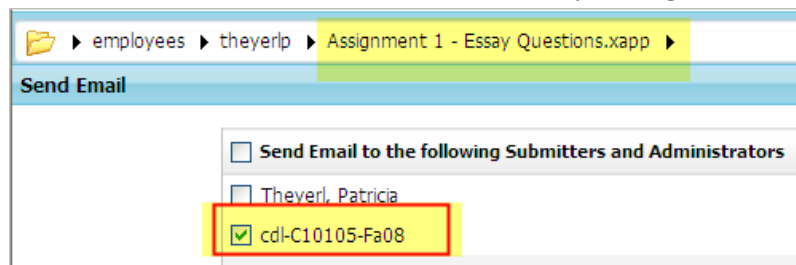 employees theyerlp Assignment 1 - Essay Questions.xapp
Send Email
Send Email to the following Submitters and Administrators
Theyerl, Patricia
cdl-C10105-Fa08